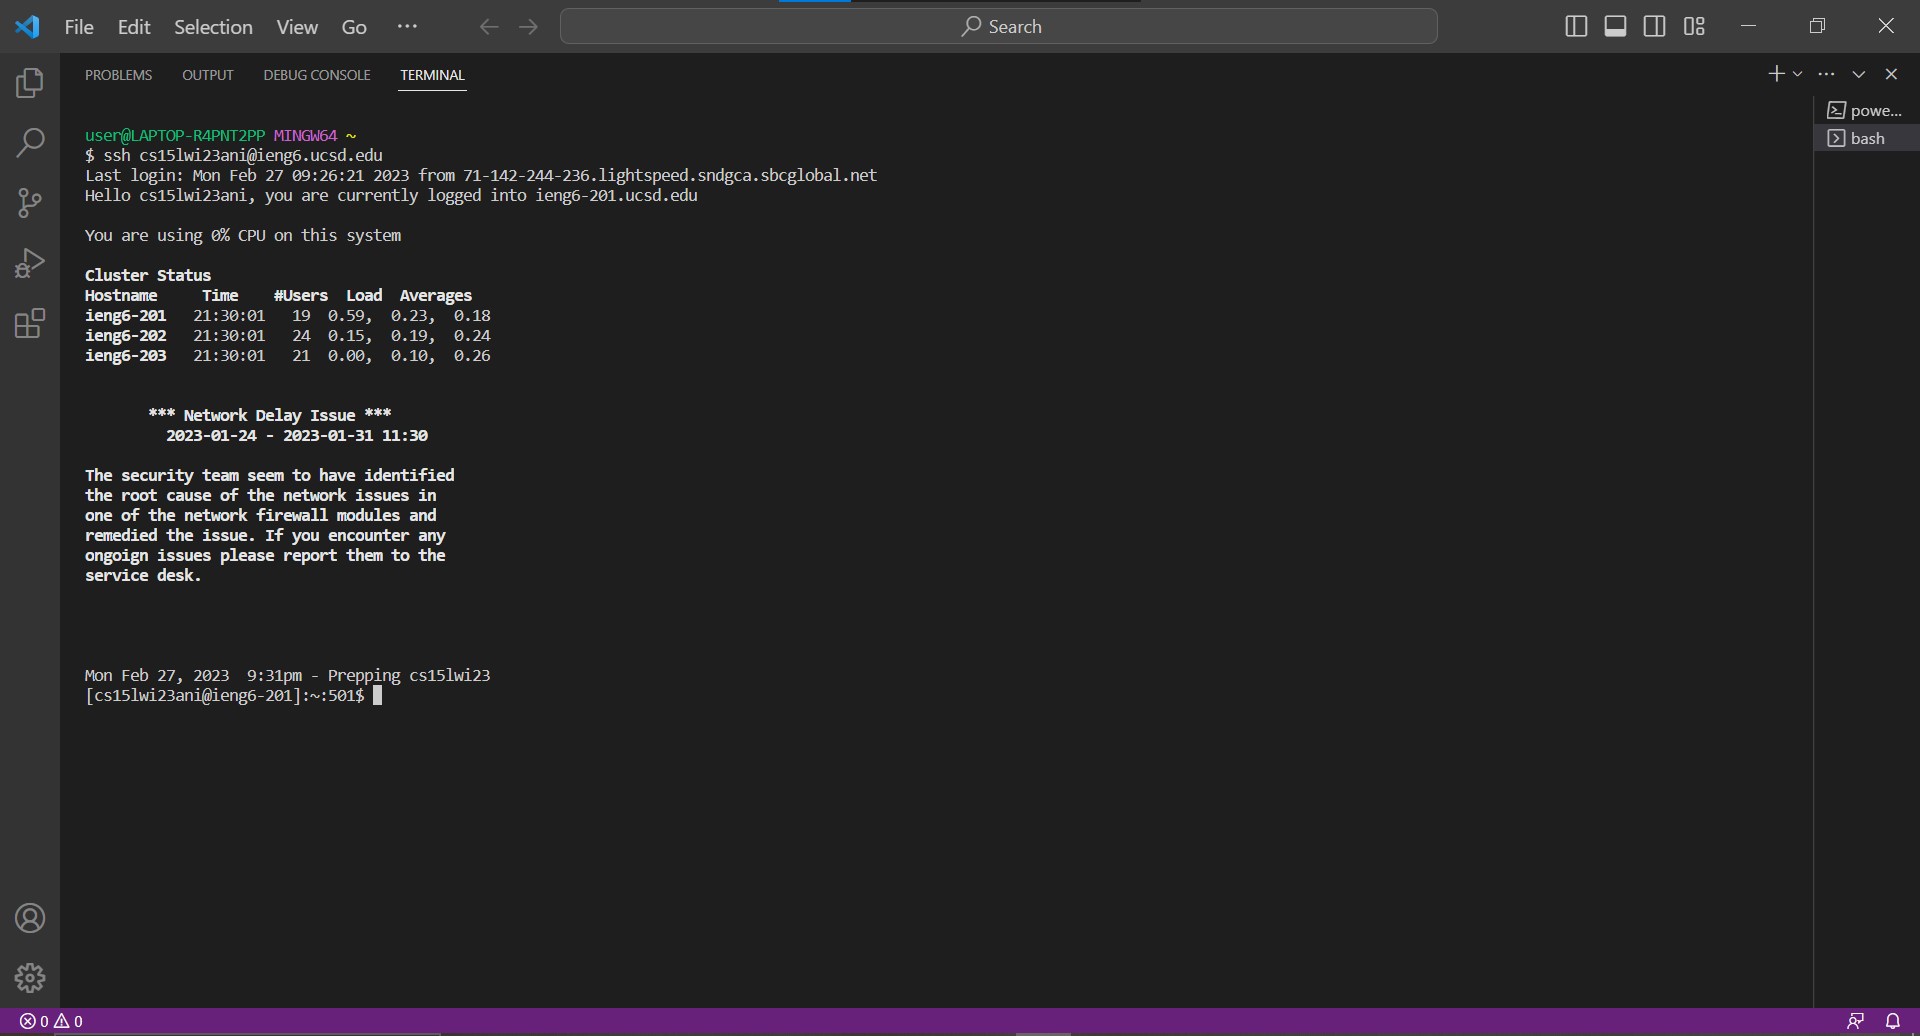 File Edit Selection View Go ··· Search
PROBLEMS OUTPUT DEBUG CONSOLE TERMINAL
powe...
bash
user@LAPTOP-R4PNT2PP MINGW64 ~
$ ssh cs15lwi23ani@ieng6.ucsd.edu
Last login: Mon Feb 27 09:26:21 2023 from 71-142-244-236.lightspeed.sndgca.sbcglobal.net
Hello cs15lwi23ani, you are currently logged into ieng6-201.ucsd.edu
You are using 0% CPU on this system
Cluster Status
Hostname     Time    #Users  Load  Averages
ieng6-201   21:30:01   19  0.59,  0.23,  0.18
ieng6-202   21:30:01   24  0.15,  0.19,  0.24
ieng6-203   21:30:01   21  0.00,  0.10,  0.26
*** Network Delay Issue ***
2023-01-24 - 2023-01-31 11:30
The security team seem to have identified
the root cause of the network issues in
one of the network firewall modules and
remedied the issue. If you encounter any
ongoign issues please report them to the
service desk.
Mon Feb 27, 2023  9:31pm - Prepping cs15lwi23
[cs15lwi23ani@ieng6-201]:~:501$
0 0